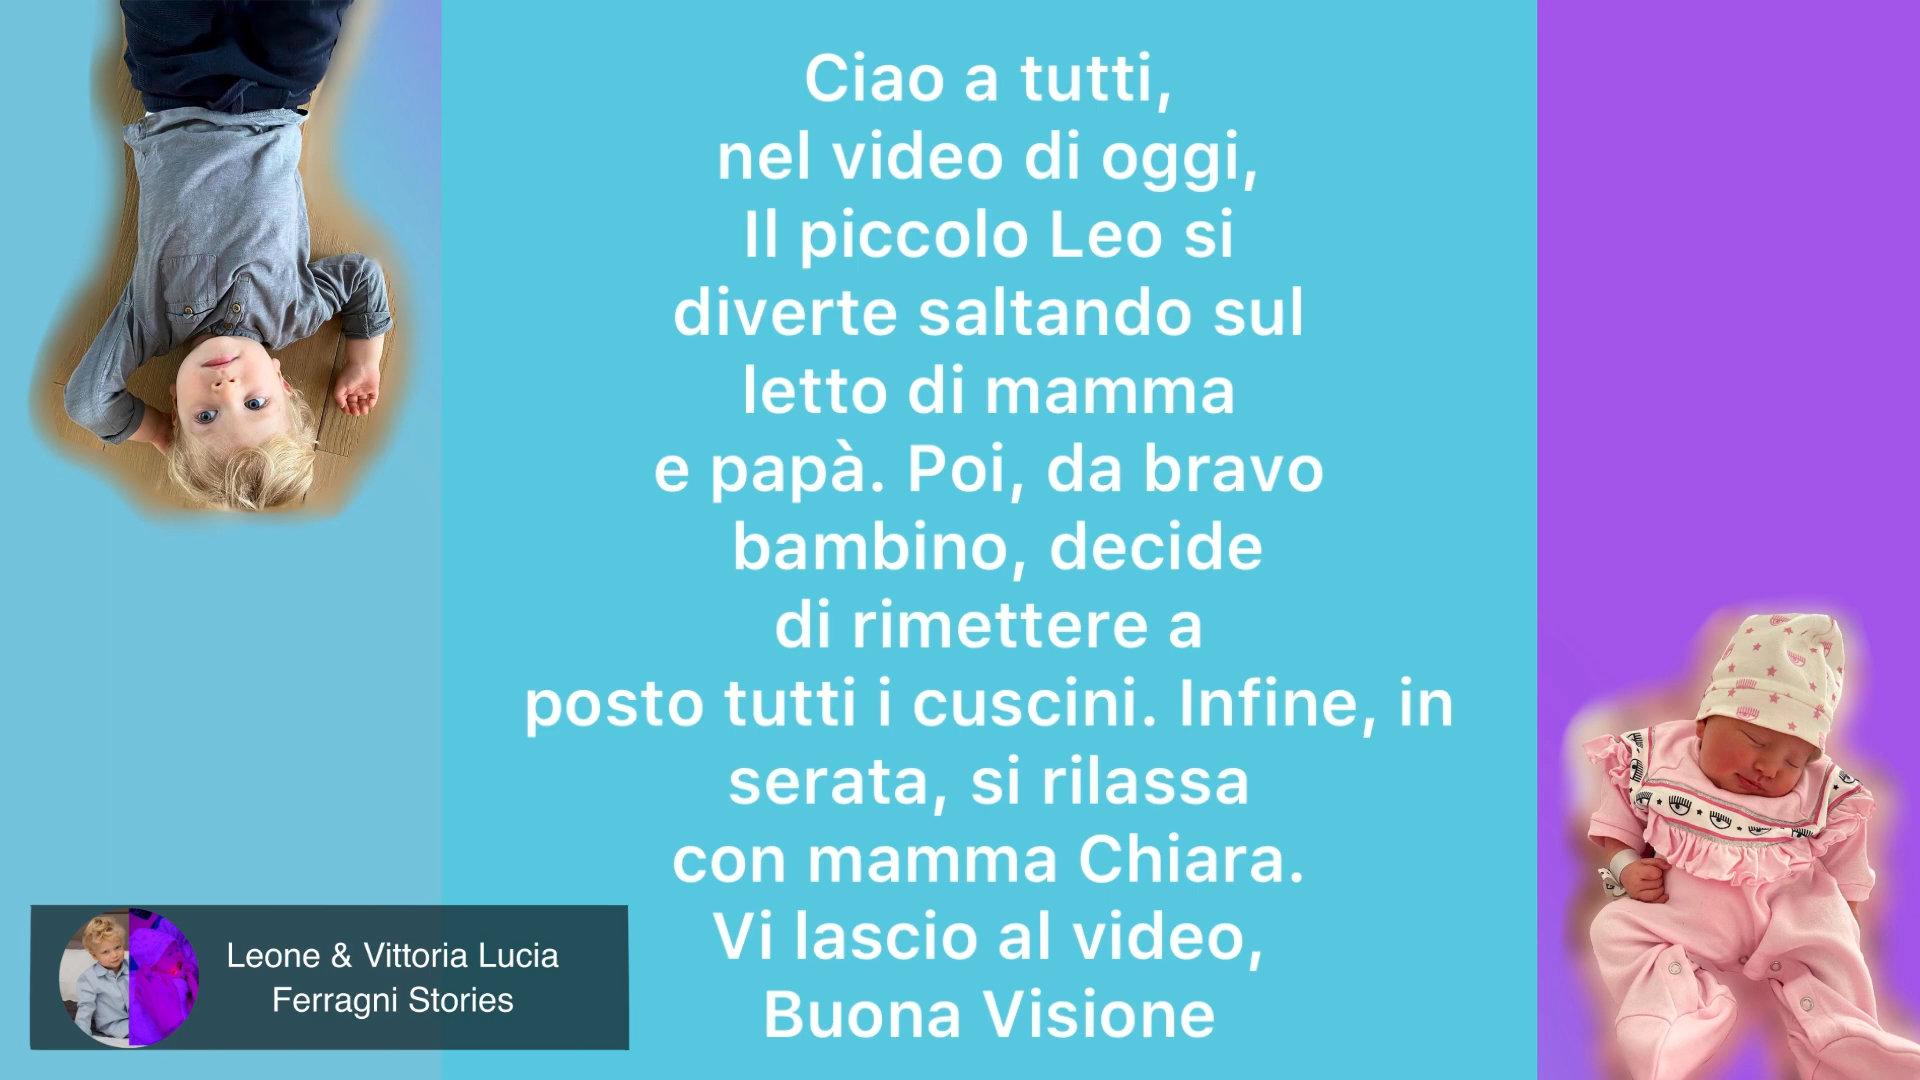 Ciao a tutti,
nel video di oggi,
Il piccolo Leo si
diverte saltando sul
letto di mamma
e papà. Poi, da bravo
bambino, decide
di rimettere a
posto tutti i cuscini. Infine, in
serata, si rilassa
con mamma Chiara.
Vi lascio al video,
Buona Visione
Leone & Vittoria Lucia
Ferragni Stories